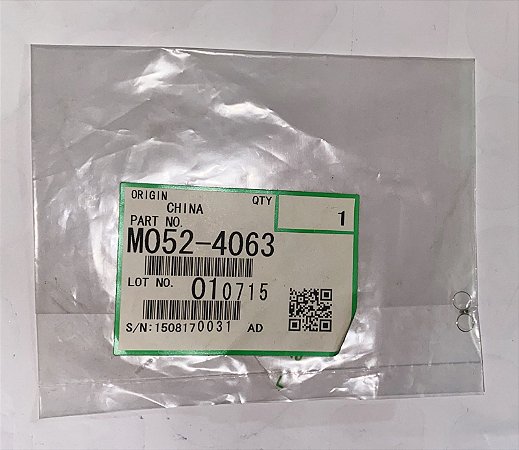 ORIGIN
CHINA
QTY
1
PART NO.
M052-4063
LOT NO. 010715
S/N:1508170031 AD